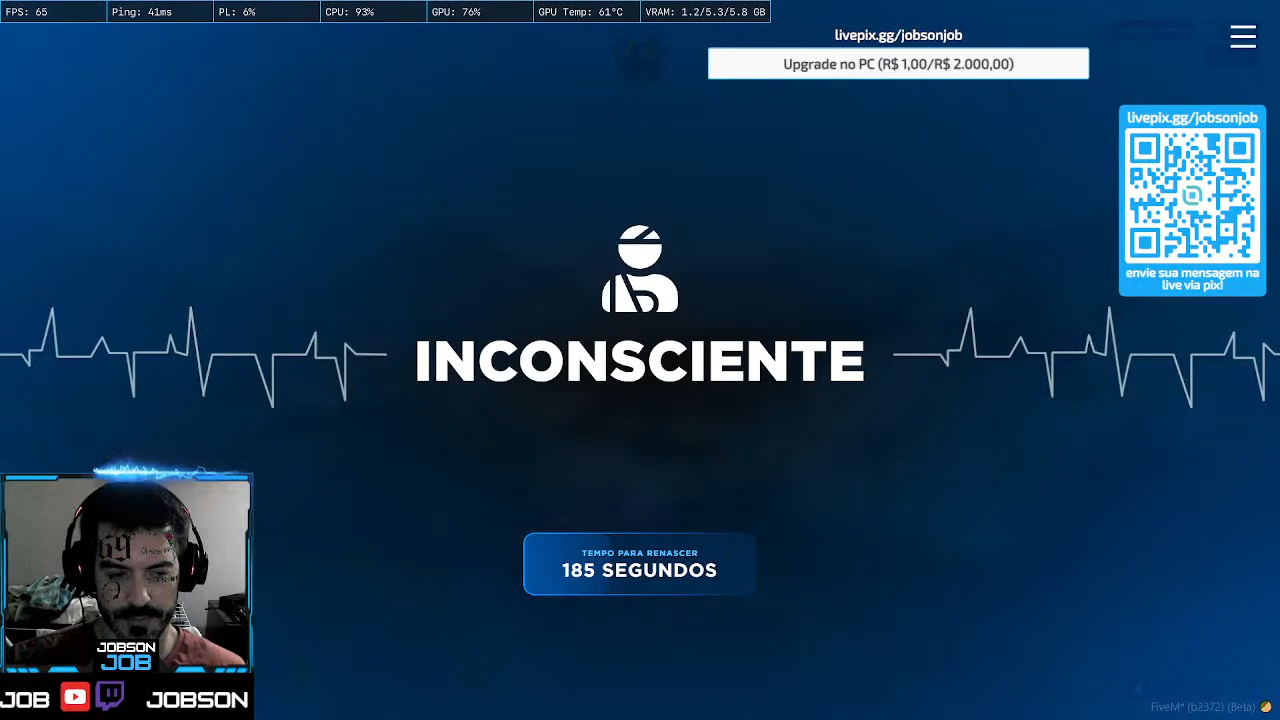 FPS: 65
Ping: 41ms
PL: 6%
CPU: 93%
GPU: 76%
GPU Temp: 61°C
VRAM: 1.2/5.3/5.8 GB
livepix.gg/jobsonjob
Upgrade no PC (R$ 1,00/R$ 2.000,00)
livepix.gg/jobsonjob
envie sua mensagem na
live via pix!
INCONSCIENTE
TEMPO PARA RENASCER
185 SEGUNDOS
69
JOBSON
JOB
JOB
JOBSON
FiveM* (b2372) (Beta)